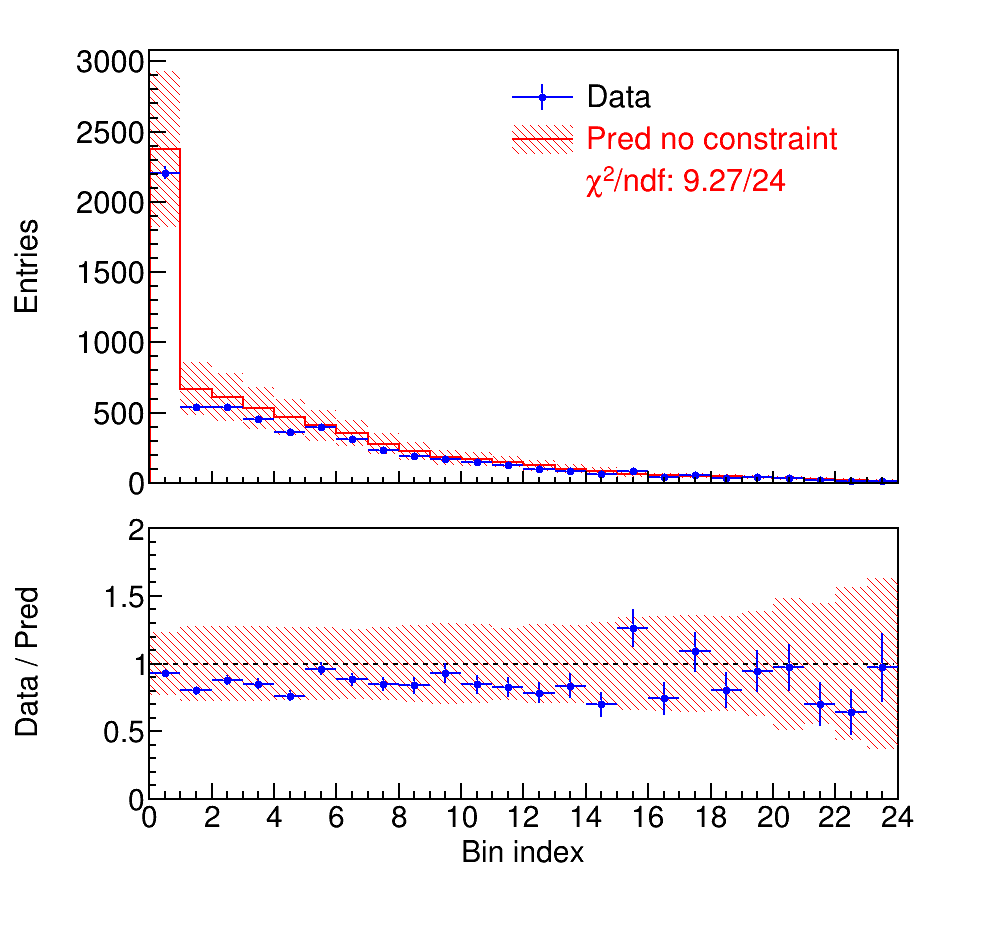 3000
2500
2000
1500
1000
500
0
Entries
Data
Pred no constraint
χ²/ndf: 9.27/24
2
1.5
1
0.5
0
Data / Pred
0 2 4 6 8 10 12 14 16 18 20 22 24
Bin index